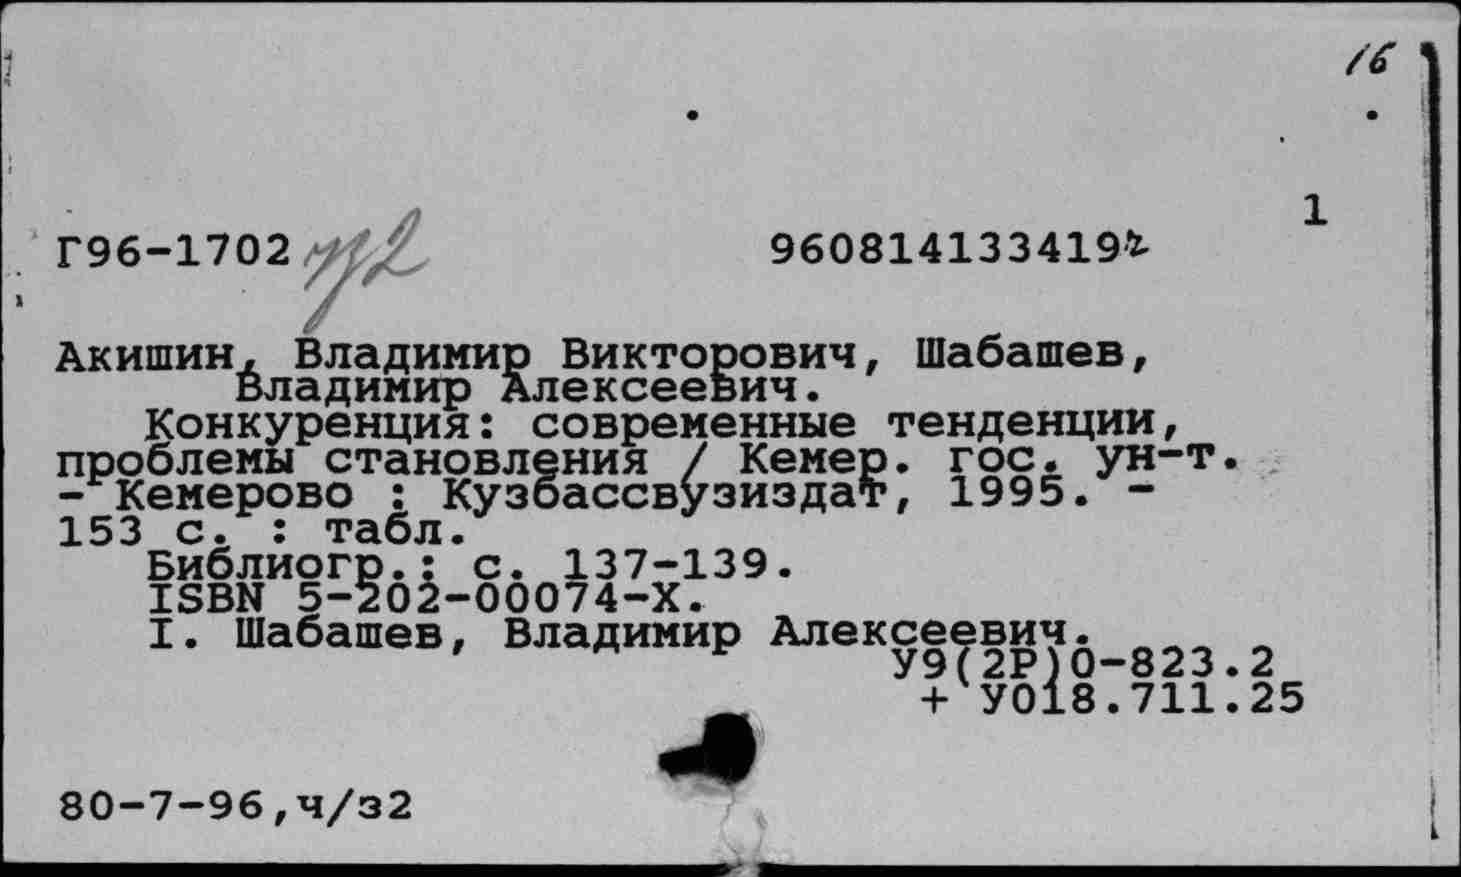 16
1
Г96-1702
960814133419
Акишин, Владимир Викторович, Шабашев,
Владимир Алексеевич.
Конкуренция: современные тенденции,
проблемы становления / Кемер. гос. ун-т.
- Кемерово : Кузбассвузиздат, 1995. -
153 с. : табл.
Библиогр.: с. 137-139.
ISBN 5-202-00074-X.
I. Шабашев, Владимир Алексеевич.
У9(2Р)0-823.2
+ У018.711.25
80-7-96,ч/з2